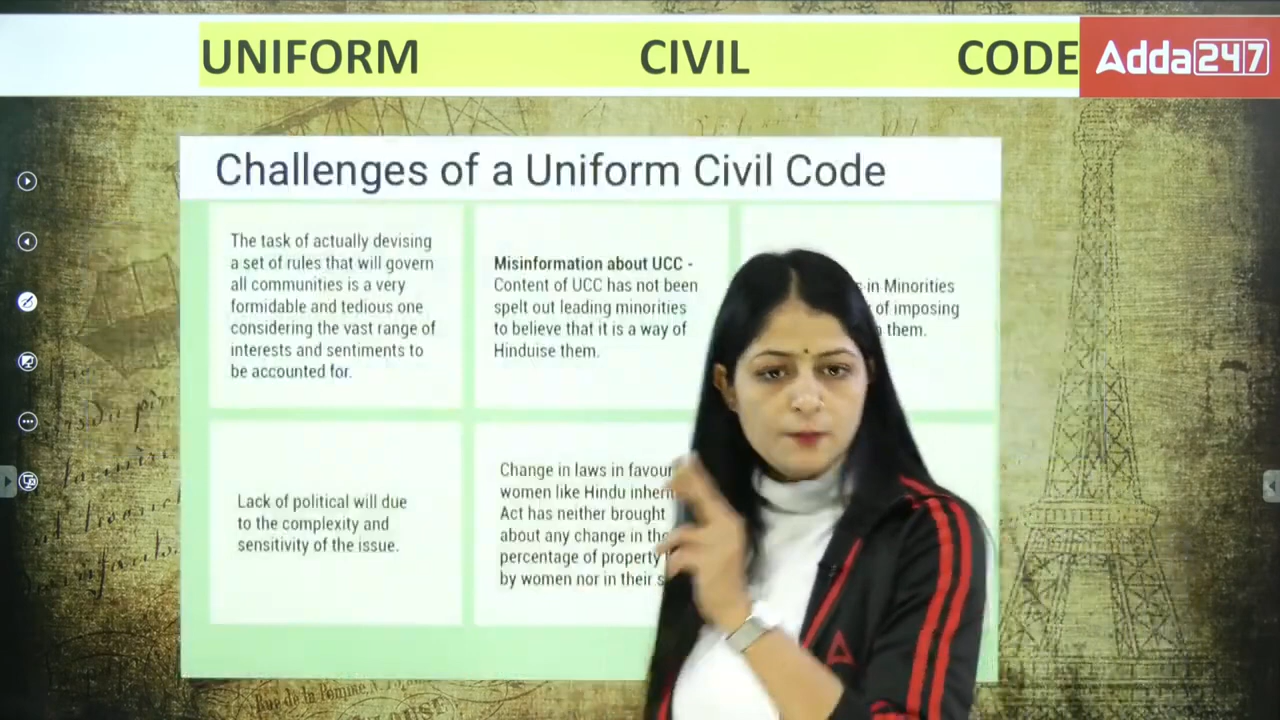 UNIFORM CIVIL CODE
Adda247
Challenges of a Uniform Civil Code
The task of actually devising
a set of rules that will govern
all communities is a very
formidable and tedious one
considering the vast range of
interests and sentiments to
be accounted for.
Misinformation about UCC -
Content of UCC has not been
spelt out leading minorities
to believe that it is a way of
Hinduise them.
in Minorities
of imposing
them.
Lack of political will due
to the complexity and
sensitivity of the issue.
Change in laws in favour
women like Hindu
Act has neither brought
about any change in the
percentage of property
by women nor in their
Rue de la Pompe,